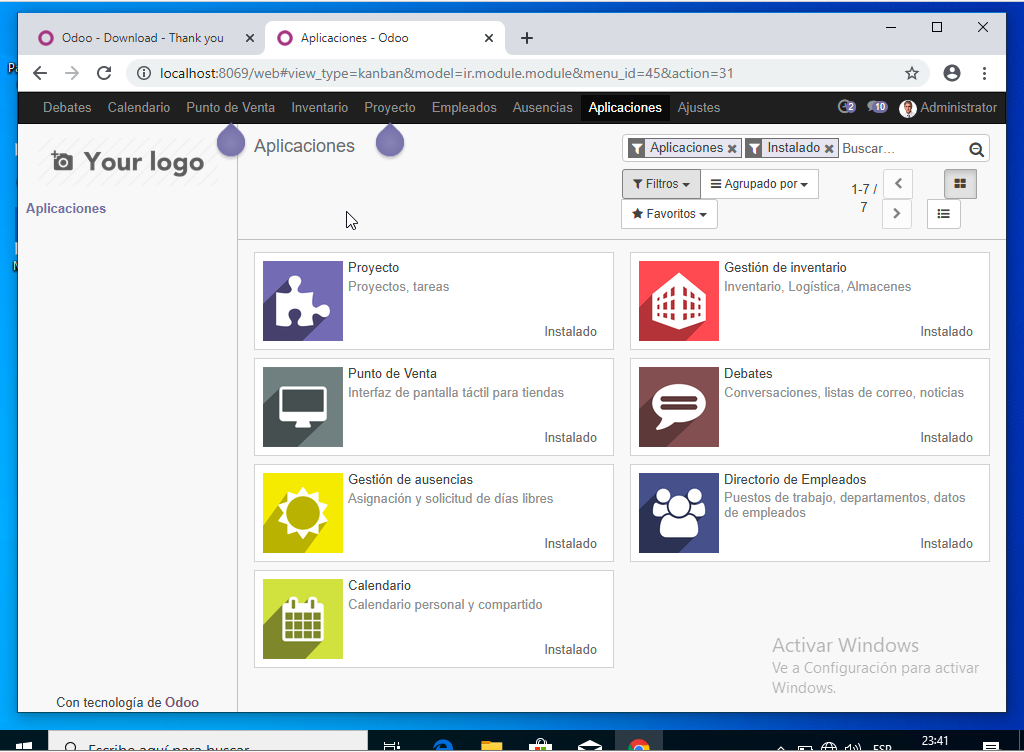 Odoo - Download - Thank you
Aplicaciones - Odoo
localhost:8069/web#view_type=kanban&model=ir.module.module&menu_id=45&action=31
Debates Calendario Punto de Venta Inventario Proyecto Empleados Ausencias Aplicaciones Ajustes 2 10 Administrator
Your logo
Aplicaciones
Aplicaciones
Aplicaciones Instalado Buscar...
Filtros Agrupado por
Favoritos
1-7 /
7
Proyecto
Proyectos, tareas
Instalado
Gestión de inventario
Inventario, Logística, Almacenes
Instalado
Punto de Venta
Interfaz de pantalla táctil para tiendas
Instalado
Debates
Conversaciones, listas de correo, noticias
Instalado
Gestión de ausencias
Asignación y solicitud de días libres
Instalado
Directorio de Empleados
Puestos de trabajo, departamentos, datos
de empleados
Instalado
Calendario
Calendario personal y compartido
Instalado
Activar Windows
Ve a Configuración para activar
Windows.
Con tecnología de Odoo
Escribe aquí para buscar
ESP
23:41